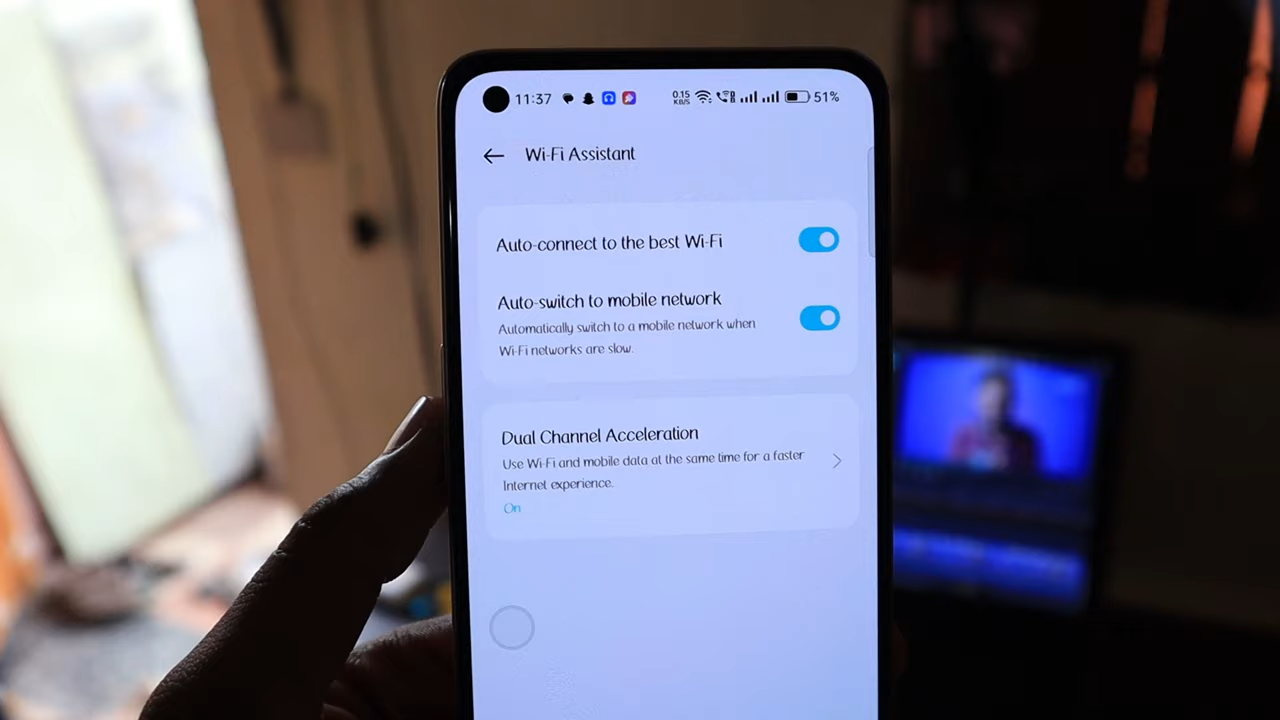 11:37 0.15 KB/S 51%
Wi-Fi Assistant
Auto-connect to the best Wi-Fi
Auto-switch to mobile network
Automatically switch to a mobile network when
Wi-Fi networks are slow.
Dual Channel Acceleration
Use Wi-Fi and mobile data at the same time for a faster
Internet experience.
On